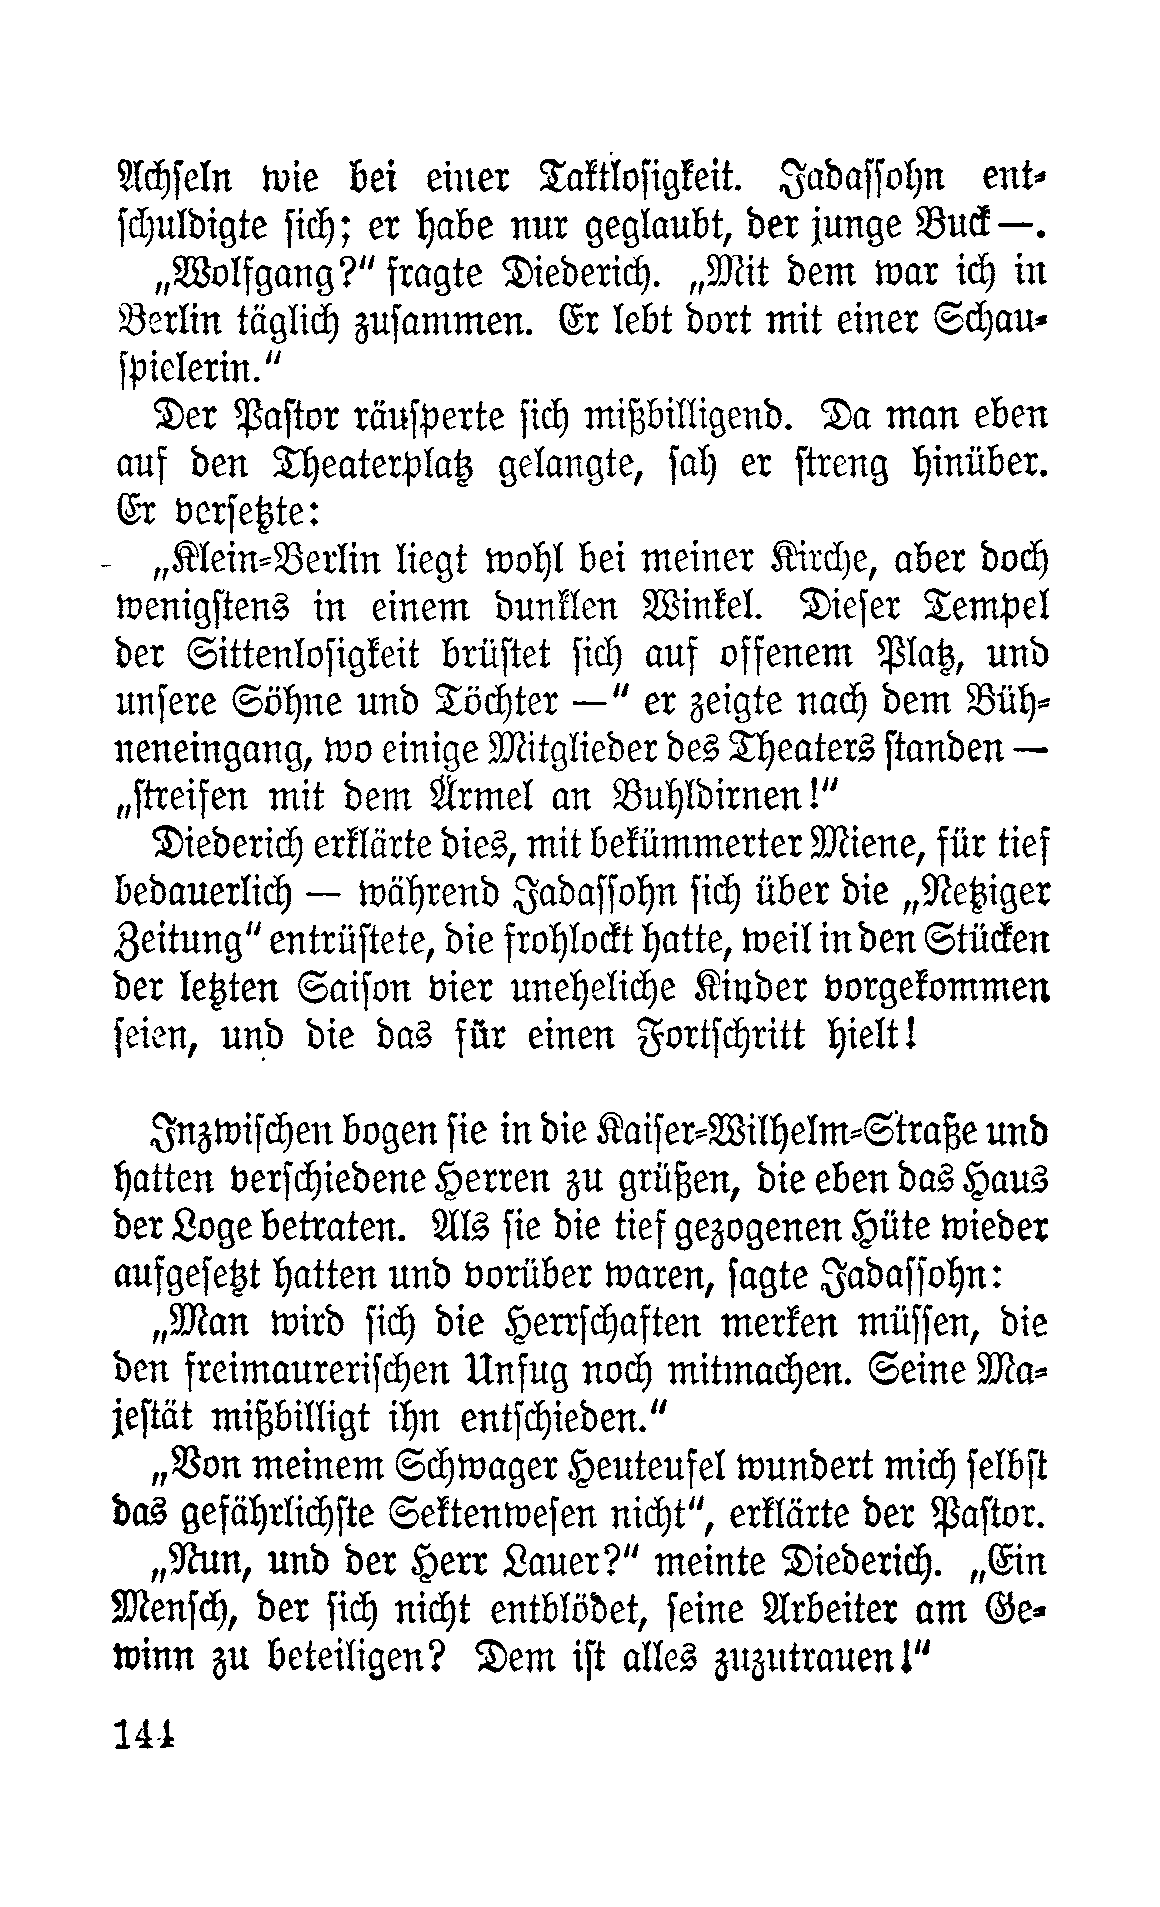 Achſeln wie bei einer Taktloſigkeit. Jadaſſohn ent⸗
ſchuldigte ſich; er habe nur geglaubt, der junge Buck —.
„Wolfgang?“ fragte Diederich. „Mit dem war ich in
Berlin täglich zuſammen. Er lebt dort mit einer Schau⸗
ſpielerin.“
Der Paſtor räuſperte ſich mißbilligend. Da man eben
auf den Theaterplatz gelangte, ſah er ſtreng hinüber.
Er verſetzte:
„Klein⸗Berlin liegt wohl bei meiner Kirche, aber doch
wenigſtens in einem dunklen Winkel. Dieſer Tempel
der Sittenloſigkeit brüſtet ſich auf offenem Platz, und
unſere Söhne und Töchter —“ er zeigte nach dem Büh⸗
neneingang, wo einige Mitglieder des Theaters ſtanden —
„ſtreifen mit dem Ärmel an Buhldirnen!“
Diederich erklärte dies, mit bekümmerter Miene, für tief
bedauerlich — während Jadaſſohn ſich über die „Netziger
Zeitung“ entrüſtete, die frohlockt hatte, weil in den Stücken
der letzten Saiſon vier uneheliche Kinder vorgekommen
ſeien, und die das für einen Fortſchritt hielt!
Inzwiſchen bogen ſie in die Kaiſer⸗Wilhelm⸗Straße und
hatten verſchiedene Herren zu grüßen, die eben das Haus
der Loge betraten. Als ſie die tief gezogenen Hüte wieder
aufgeſetzt hatten und vorüber waren, ſagte Jadaſſohn:
„Man wird ſich die Herrſchaften merken müſſen, die
den freimaureriſchen Unfug noch mitmachen. Seine Ma⸗
jeſtät mißbilligt ihn entſchieden.“
„Von meinem Schwager Heuteufel wundert mich ſelbſt
das gefährlichſte Sektenweſen nicht“, erklärte der Paſtor.
„Nun, und der Herr Lauer?“ meinte Diederich. „Ein
Menſch, der ſich nicht entblödet, ſeine Arbeiter am Ge⸗
winn zu beteiligen? Dem iſt alles zuzutrauen!“
144